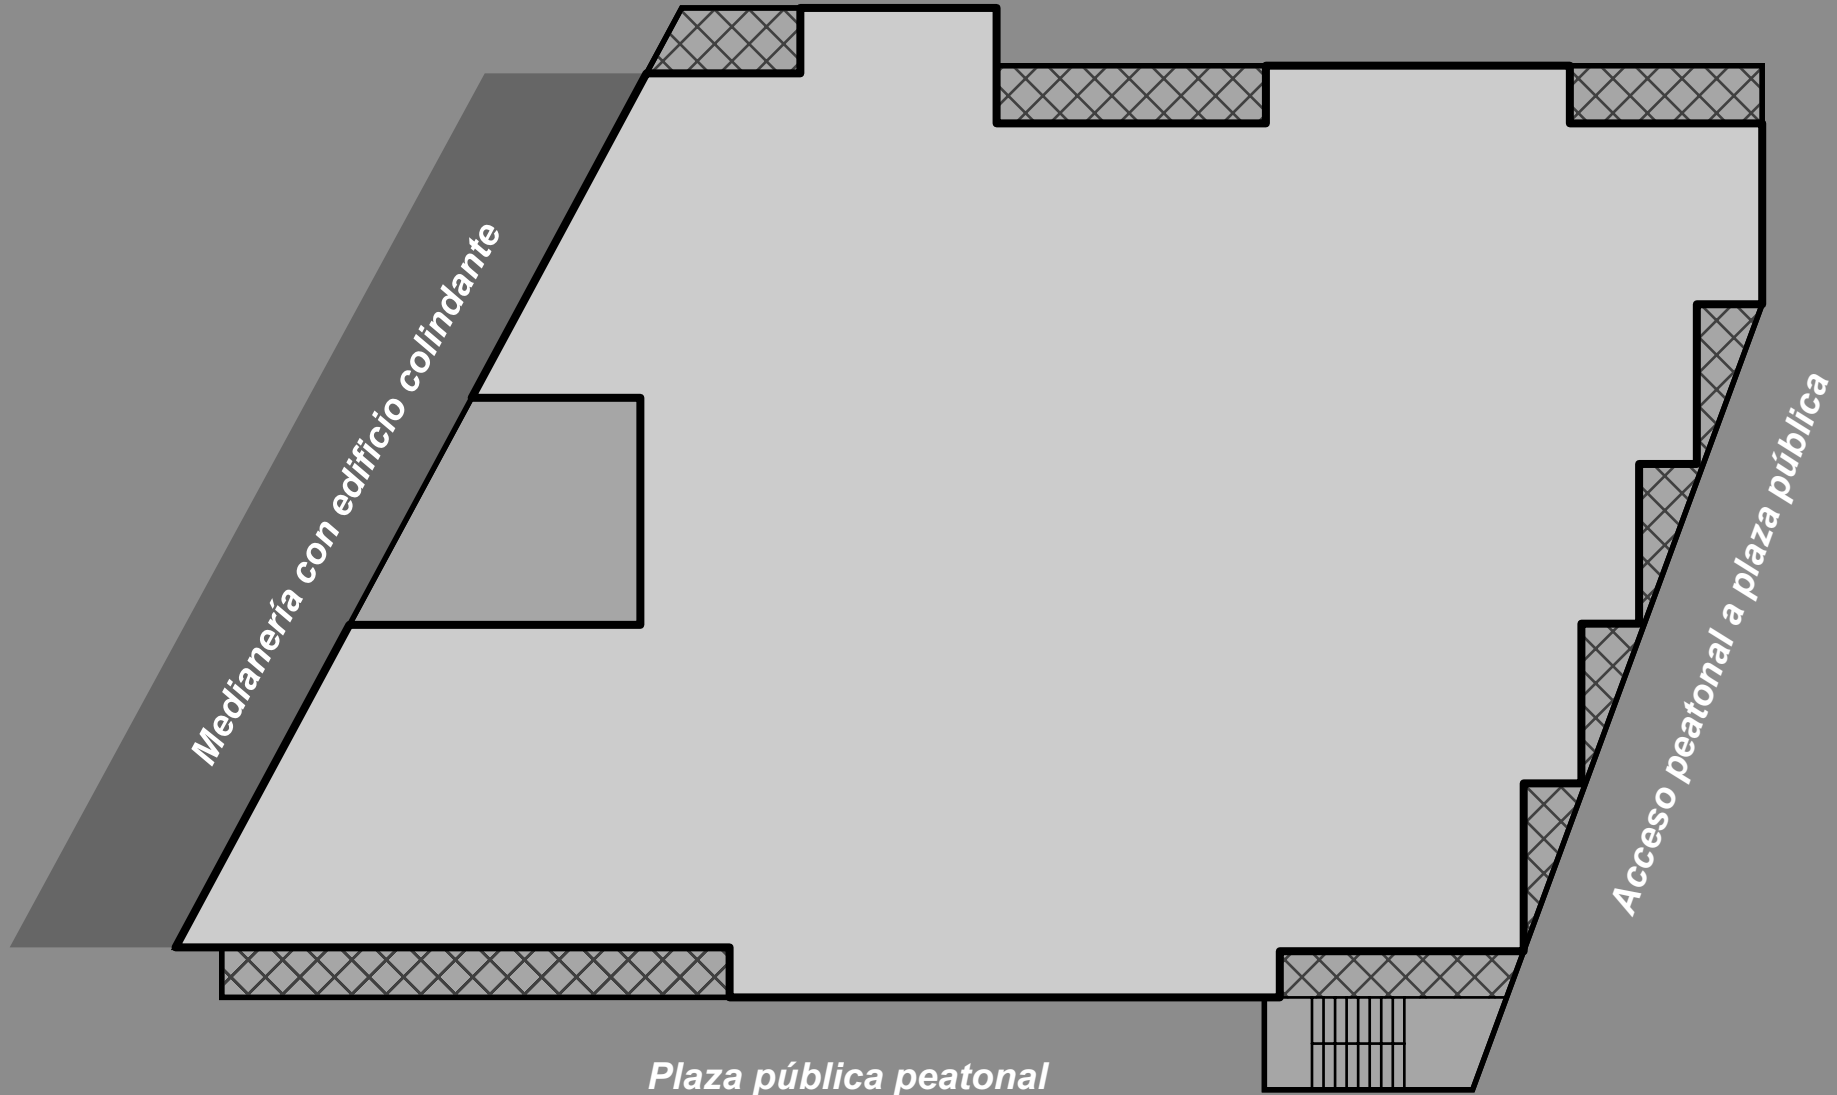 Medianería con edificio colindante
Acceso peatonal a plaza pública
Plaza pública peatonal